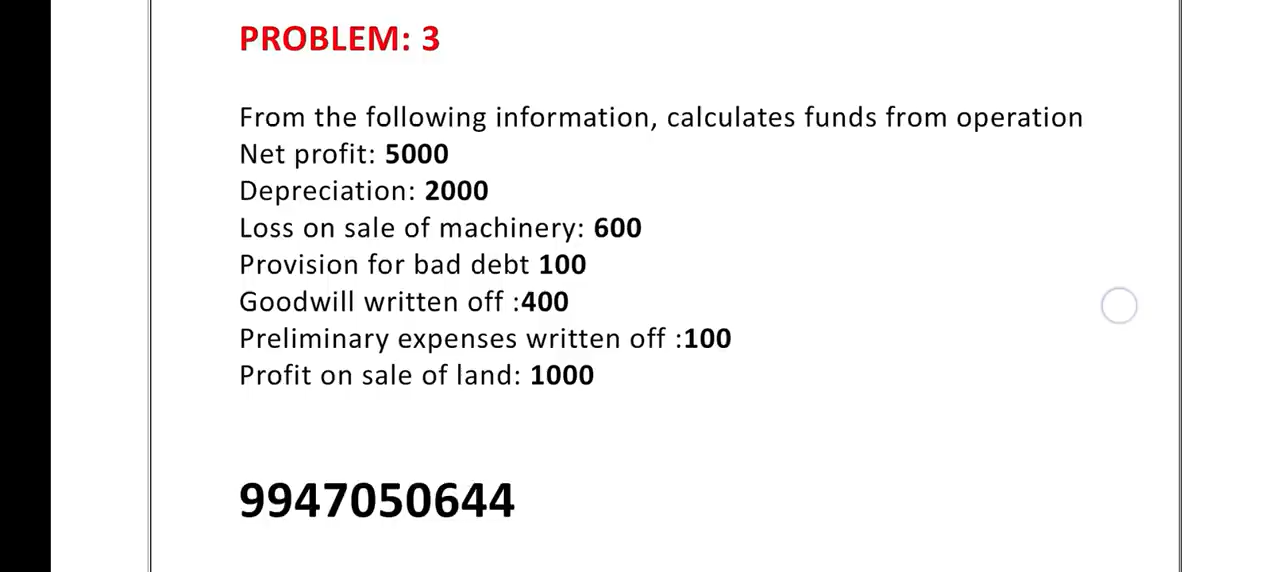 PROBLEM: 3
From the following information, calculates funds from operation
Net profit: 5000
Depreciation: 2000
Loss on sale of machinery: 600
Provision for bad debt 100
Goodwill written off :400
Preliminary expenses written off :100
Profit on sale of land: 1000
9947050644